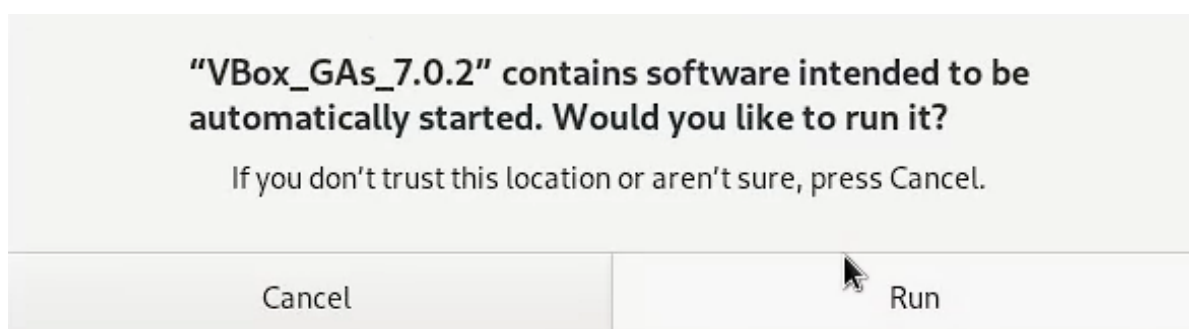 “VBox_GAs_7.0.2” contains software intended to be
automatically started. Would you like to run it?
If you don’t trust this location or aren’t sure, press Cancel.
Cancel
Run